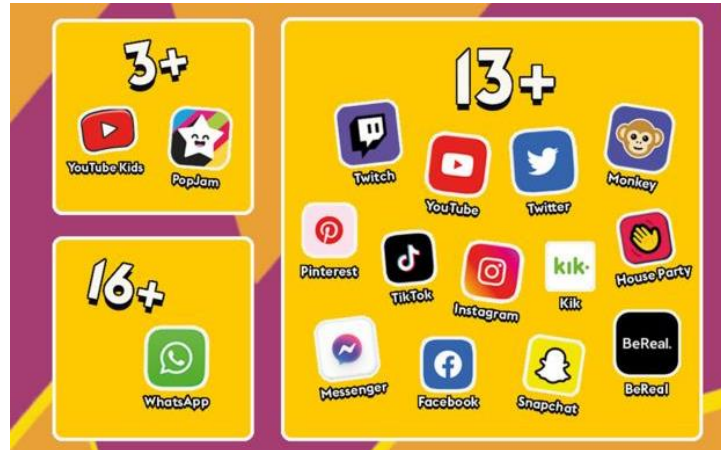 3+
YouTube Kids
PopJam
16+
WhatsApp
13+
Twitch
YouTube
Twitter
Monkey
Pinterest
TikTok
Instagram
kik·
Kik
House Party
Messenger
Facebook
Snapchat
BeReal.
BeReal